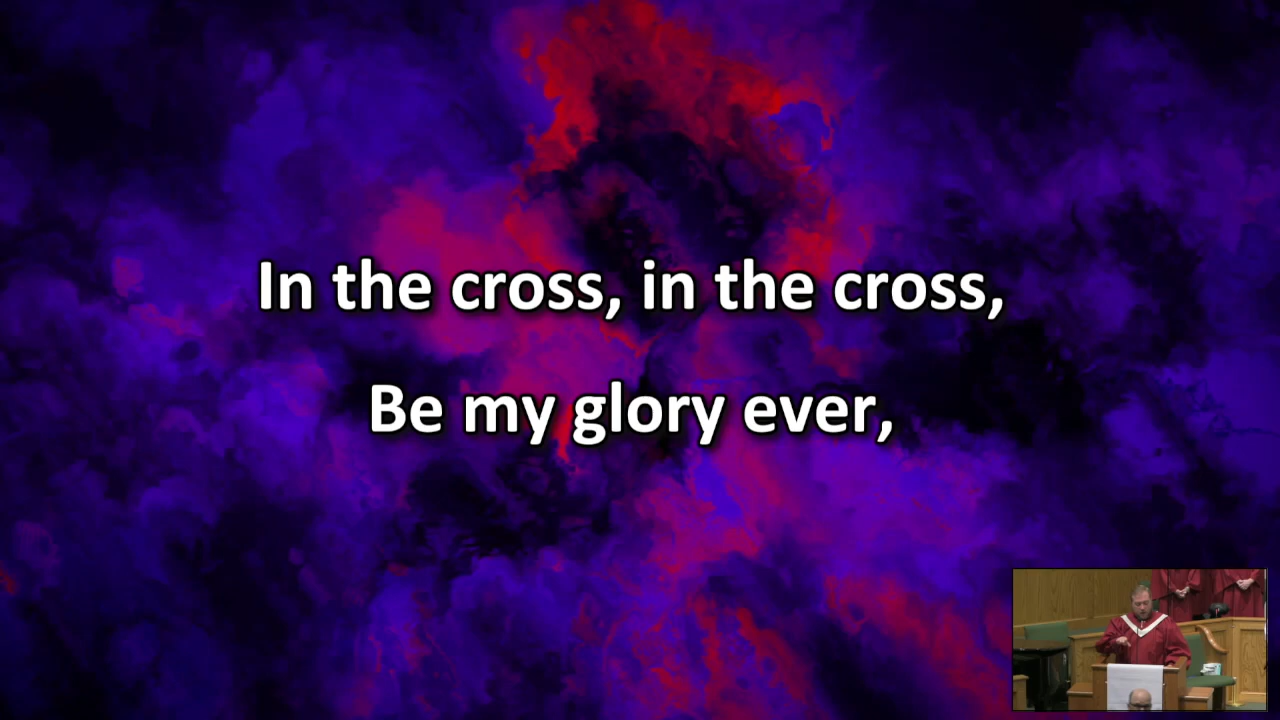 In the cross, in the cross,
Be my glory ever,